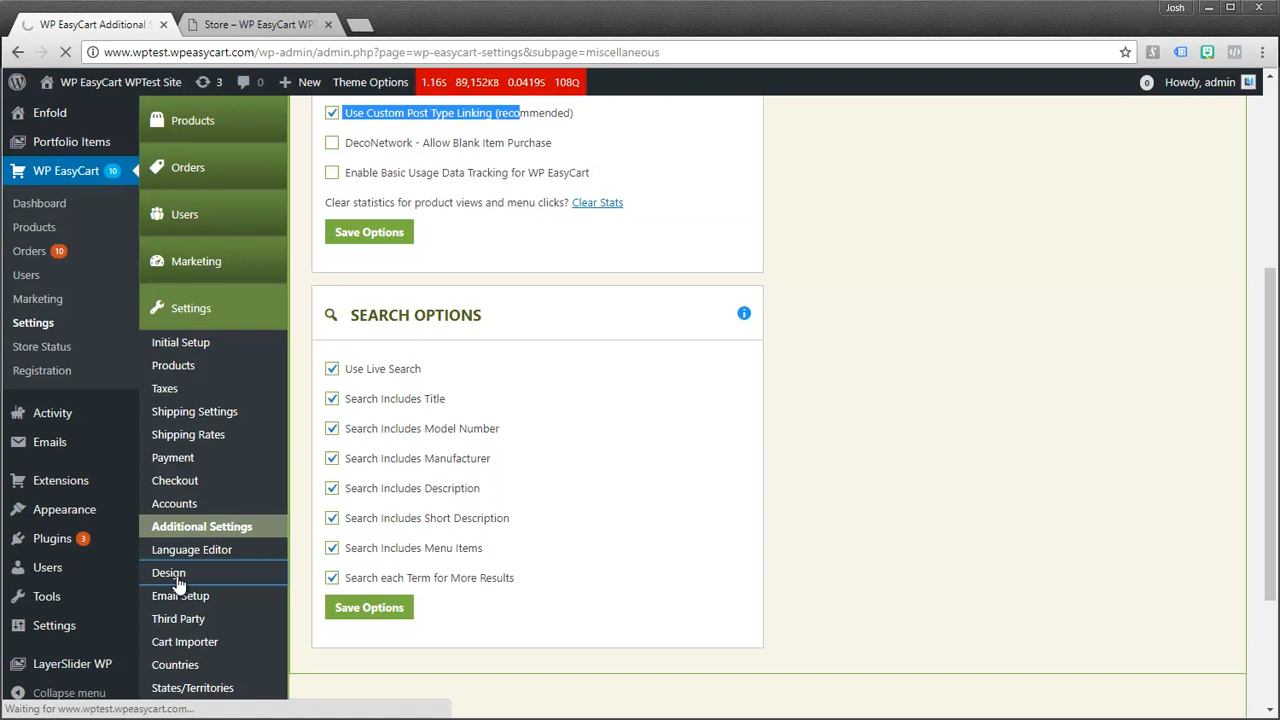 Josh
WP EasyCart Additional S
Store – WP EasyCart WPT
www.wptest.wpeasycart.com/wp-admin/admin.php?page=wp-easycart-settings&subpage=miscellaneous
WP EasyCart WPTest Site
3
0
New
Theme Options
1.16S
89,152KB
0.0419S
108Q
0
Howdy, admin
Enfold
Portfolio Items
WP EasyCart 10
Dashboard
Products
Orders 10
Users
Marketing
Settings
Store Status
Registration
Activity
Emails
Extensions
Appearance
Plugins 3
Users
Tools
Settings
LayerSlider WP
Collapse menu
Products
Orders
Users
Marketing
Settings
Initial Setup
Products
Taxes
Shipping Settings
Shipping Rates
Payment
Checkout
Accounts
Additional Settings
Language Editor
Design
Email Setup
Third Party
Cart Importer
Countries
States/Territories
Use Custom Post Type Linking (recommended)
DecoNetwork - Allow Blank Item Purchase
Enable Basic Usage Data Tracking for WP EasyCart
Clear statistics for product views and menu clicks? Clear Stats
Save Options
SEARCH OPTIONS
Use Live Search
Search Includes Title
Search Includes Model Number
Search Includes Manufacturer
Search Includes Description
Search Includes Short Description
Search Includes Menu Items
Search each Term for More Results
Save Options
Waiting for www.wptest.wpeasycart.com...